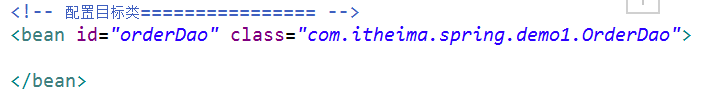 <!-- 配置目标类================ -->
<bean id="orderDao" class="com.itheima.spring.demo1.OrderDao">
</bean>